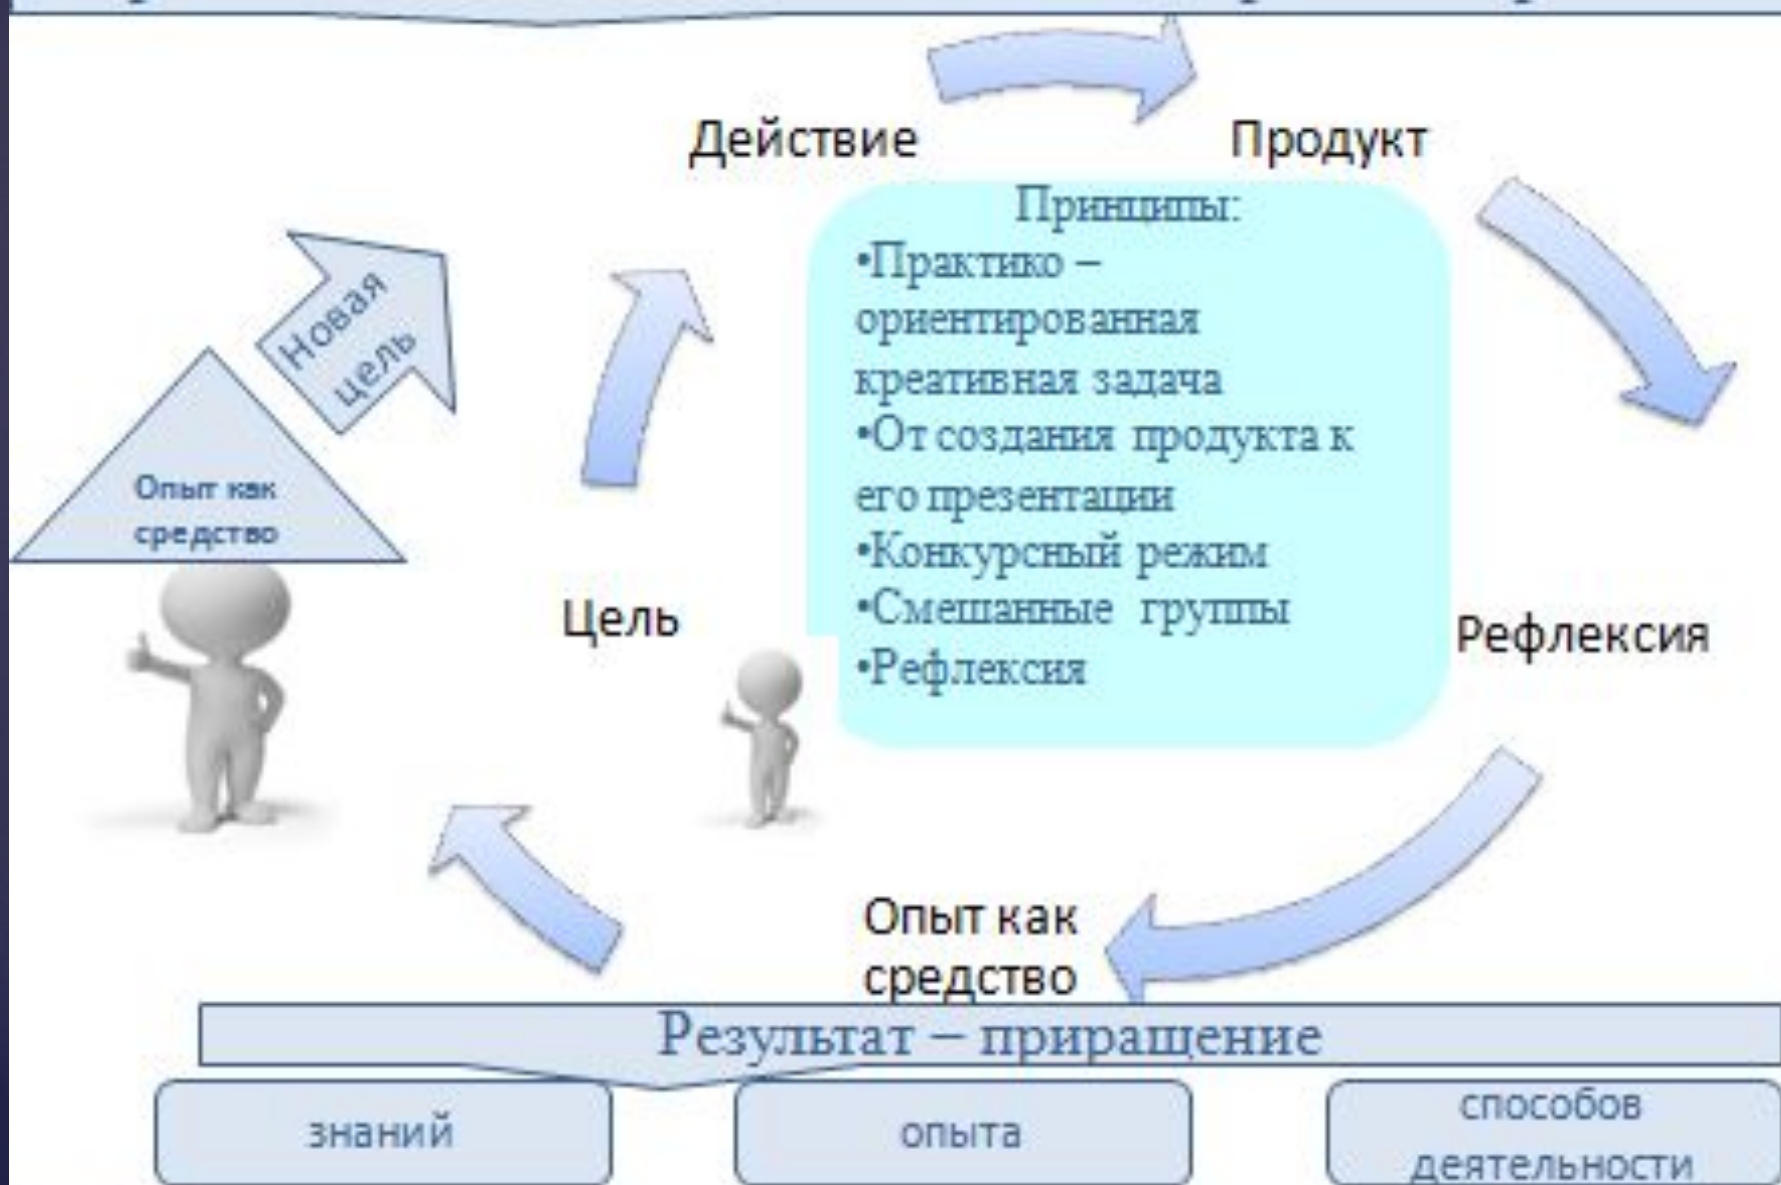 Действие
Продукт
Принципы:
•Практико –
ориентированная
креативная задача
•От создания продукта к
его презентации
•Конкурсный режим
•Смешанные группы
•Рефлексия
Новая
цель
Опыт как
средство
Цель
Рефлексия
Опыт как
средство
Результат – приращение
знаний
опыта
способов
деятельности